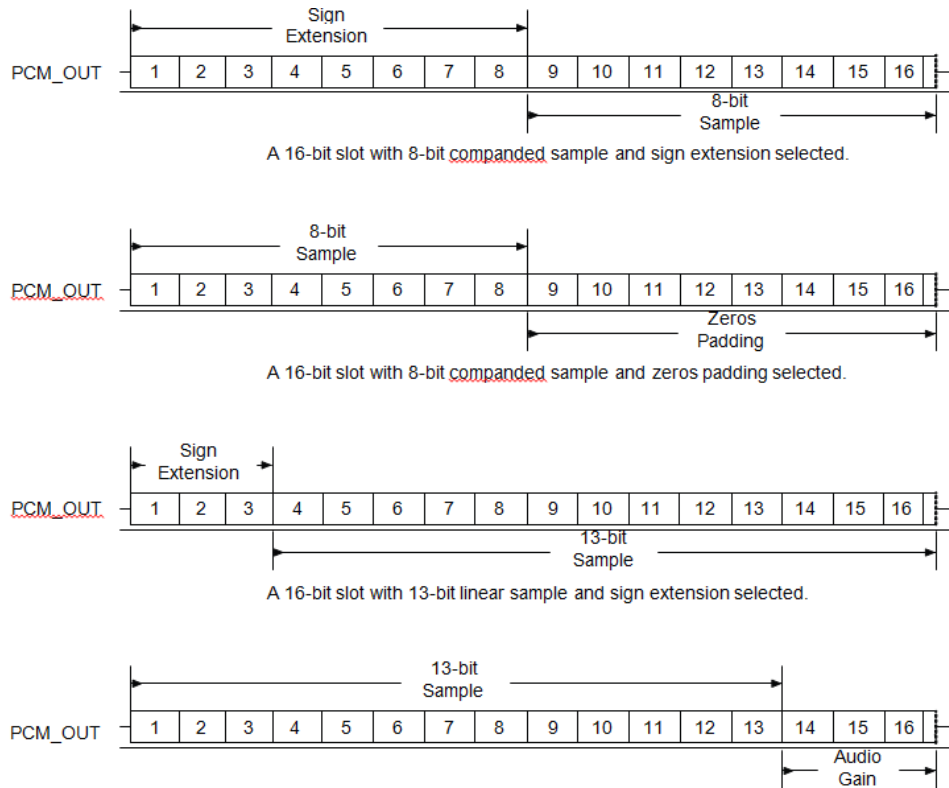 Sign
Extension
PCM_OUT 1 2 3 4 5 6 7 8 9 10 11 12 13 14 15 16
8-bit
Sample
A 16-bit slot with 8-bit companded sample and sign extension selected.
8-bit
Sample
PCM_OUT 1 2 3 4 5 6 7 8 9 10 11 12 13 14 15 16
Zeros
Padding
A 16-bit slot with 8-bit companded sample and zeros padding selected.
Sign
Extension
PCM_OUT 1 2 3 4 5 6 7 8 9 10 11 12 13 14 15 16
13-bit
Sample
A 16-bit slot with 13-bit linear sample and sign extension selected.
13-bit
Sample
PCM_OUT 1 2 3 4 5 6 7 8 9 10 11 12 13 14 15 16
Audio
Gain